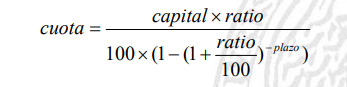 cuota = capital × ratio / 100 × (1 − (1 + ratio / 100)^−plazo)